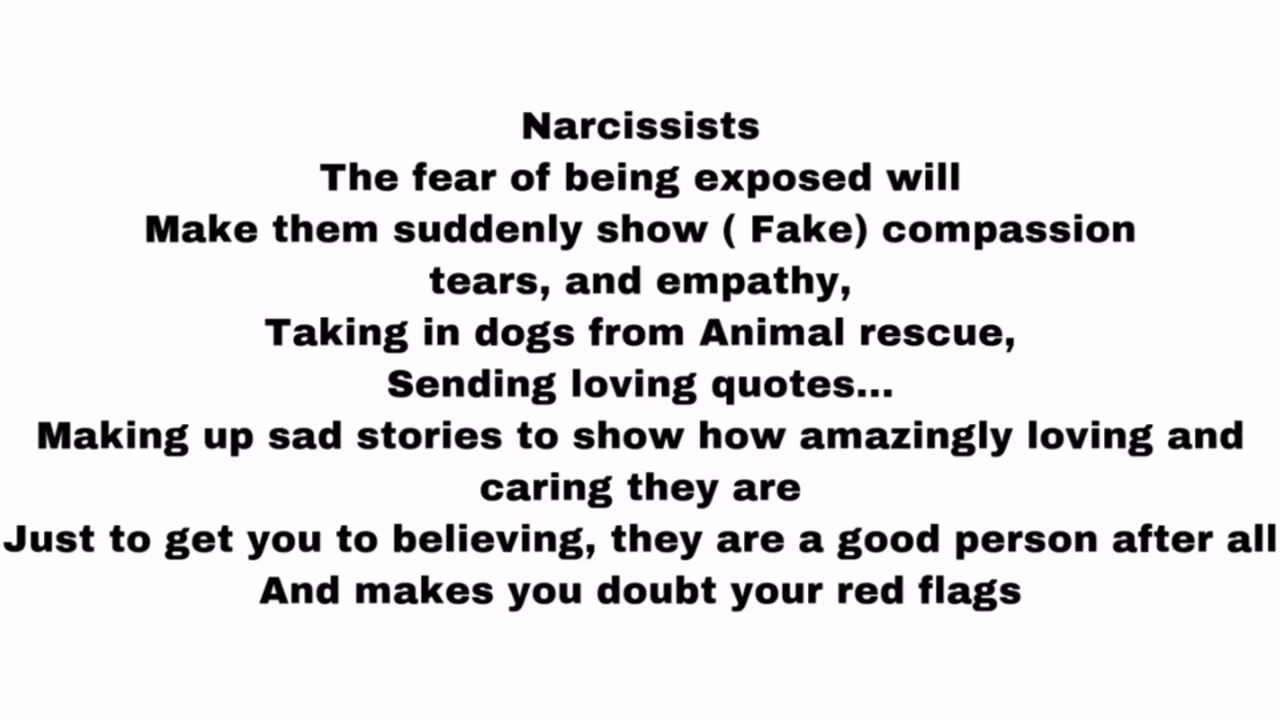 Narcissists
The fear of being exposed will
Make them suddenly show ( Fake) compassion
tears, and empathy,
Taking in dogs from Animal rescue,
Sending loving quotes...
Making up sad stories to show how amazingly loving and
caring they are
Just to get you to believing, they are a good person after all
And makes you doubt your red flags